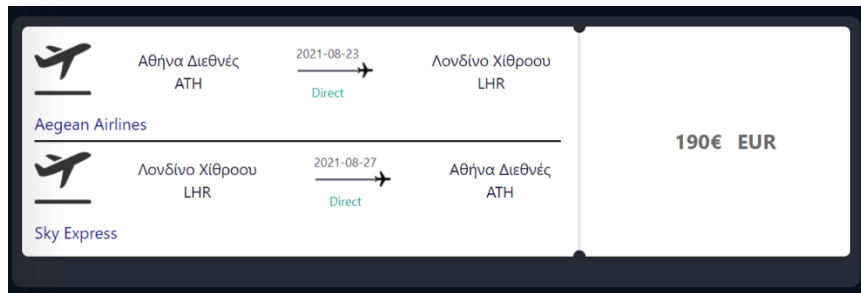 Αθήνα Διεθνές
ATH
2021-08-23
Direct
Λονδίνο Χίθροου
LHR
Aegean Airlines
Λονδίνο Χίθροου
LHR
2021-08-27
Direct
Αθήνα Διεθνές
ATH
Sky Express
190€ EUR